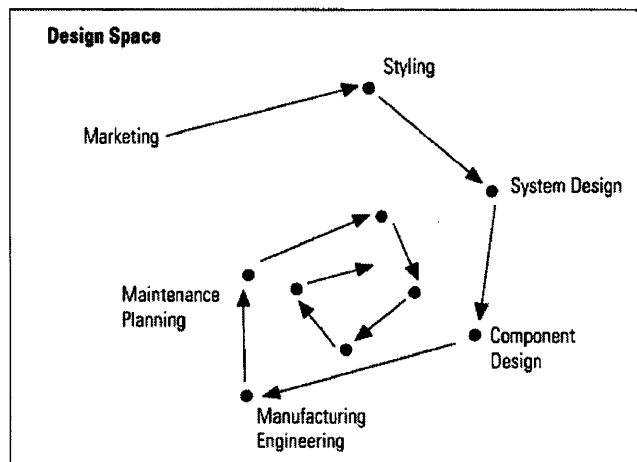 Design Space
Styling
Marketing
System Design
Maintenance
Planning
Component
Design
Manufacturing
Engineering